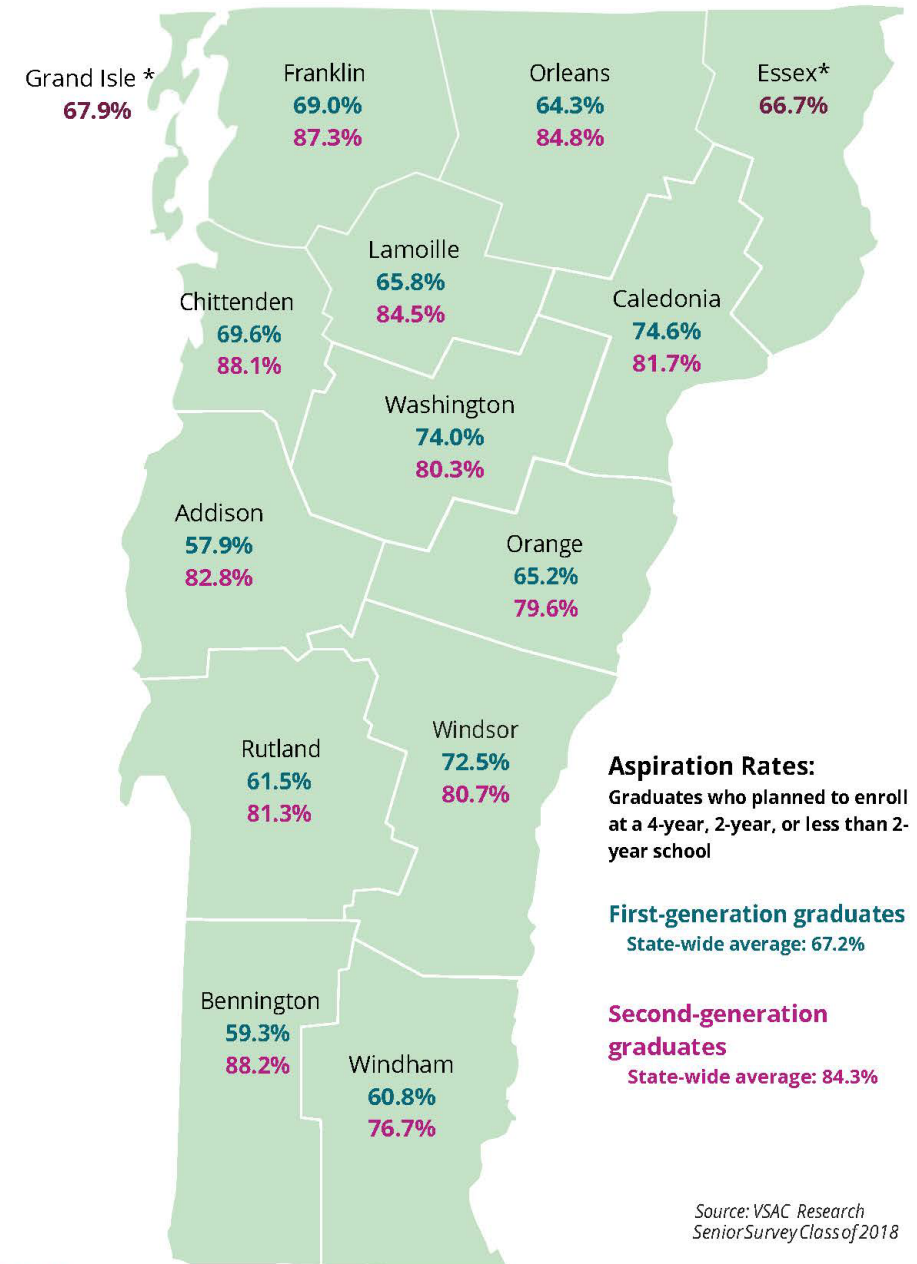 Grand Isle *
67.9%
Franklin
69.0%
87.3%
Orleans
64.3%
84.8%
Essex*
66.7%
Lamoille
65.8%
84.5%
Chittenden
69.6%
88.1%
Caledonia
74.6%
81.7%
Washington
74.0%
80.3%
Addison
57.9%
82.8%
Orange
65.2%
79.6%
Rutland
61.5%
81.3%
Windsor
72.5%
80.7%
Bennington
59.3%
88.2%
Windham
60.8%
76.7%
Aspiration Rates:
Graduates who planned to enroll
at a 4-year, 2-year, or less than 2-
year school
First-generation graduates
State-wide average: 67.2%
Second-generation
graduates
State-wide average: 84.3%
Source: VSAC Research
Senior Survey Class of 2018